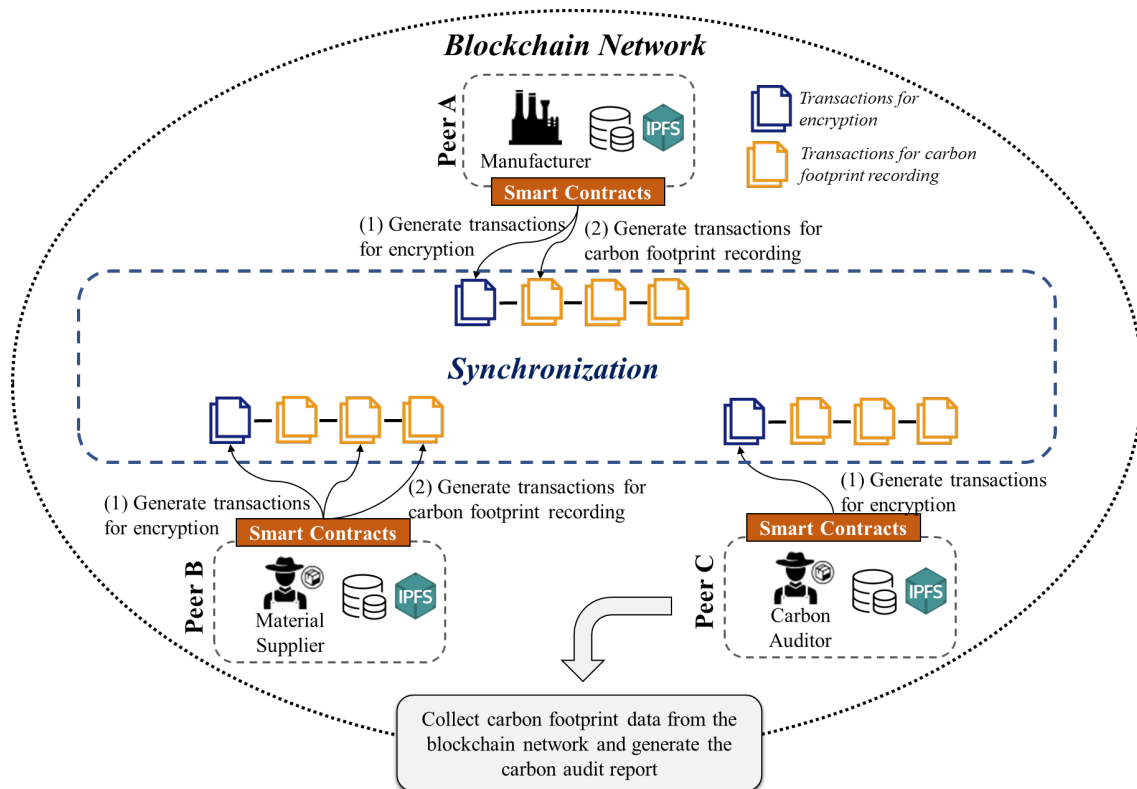 Blockchain Network
Peer A
Manufacturer
IPFS
Smart Contracts
Transactions for
encryption
Transactions for carbon
footprint recording
(1) Generate transactions
for encryption
(2) Generate transactions for
carbon footprint recording
Synchronization
(1) Generate transactions
for encryption
(2) Generate transactions for
carbon footprint recording
Smart Contracts
Peer B
Material
Supplier
IPFS
(1) Generate transactions
for encryption
Smart Contracts
Peer C
Carbon
Auditor
IPFS
Collect carbon footprint data from the
blockchain network and generate the
carbon audit report